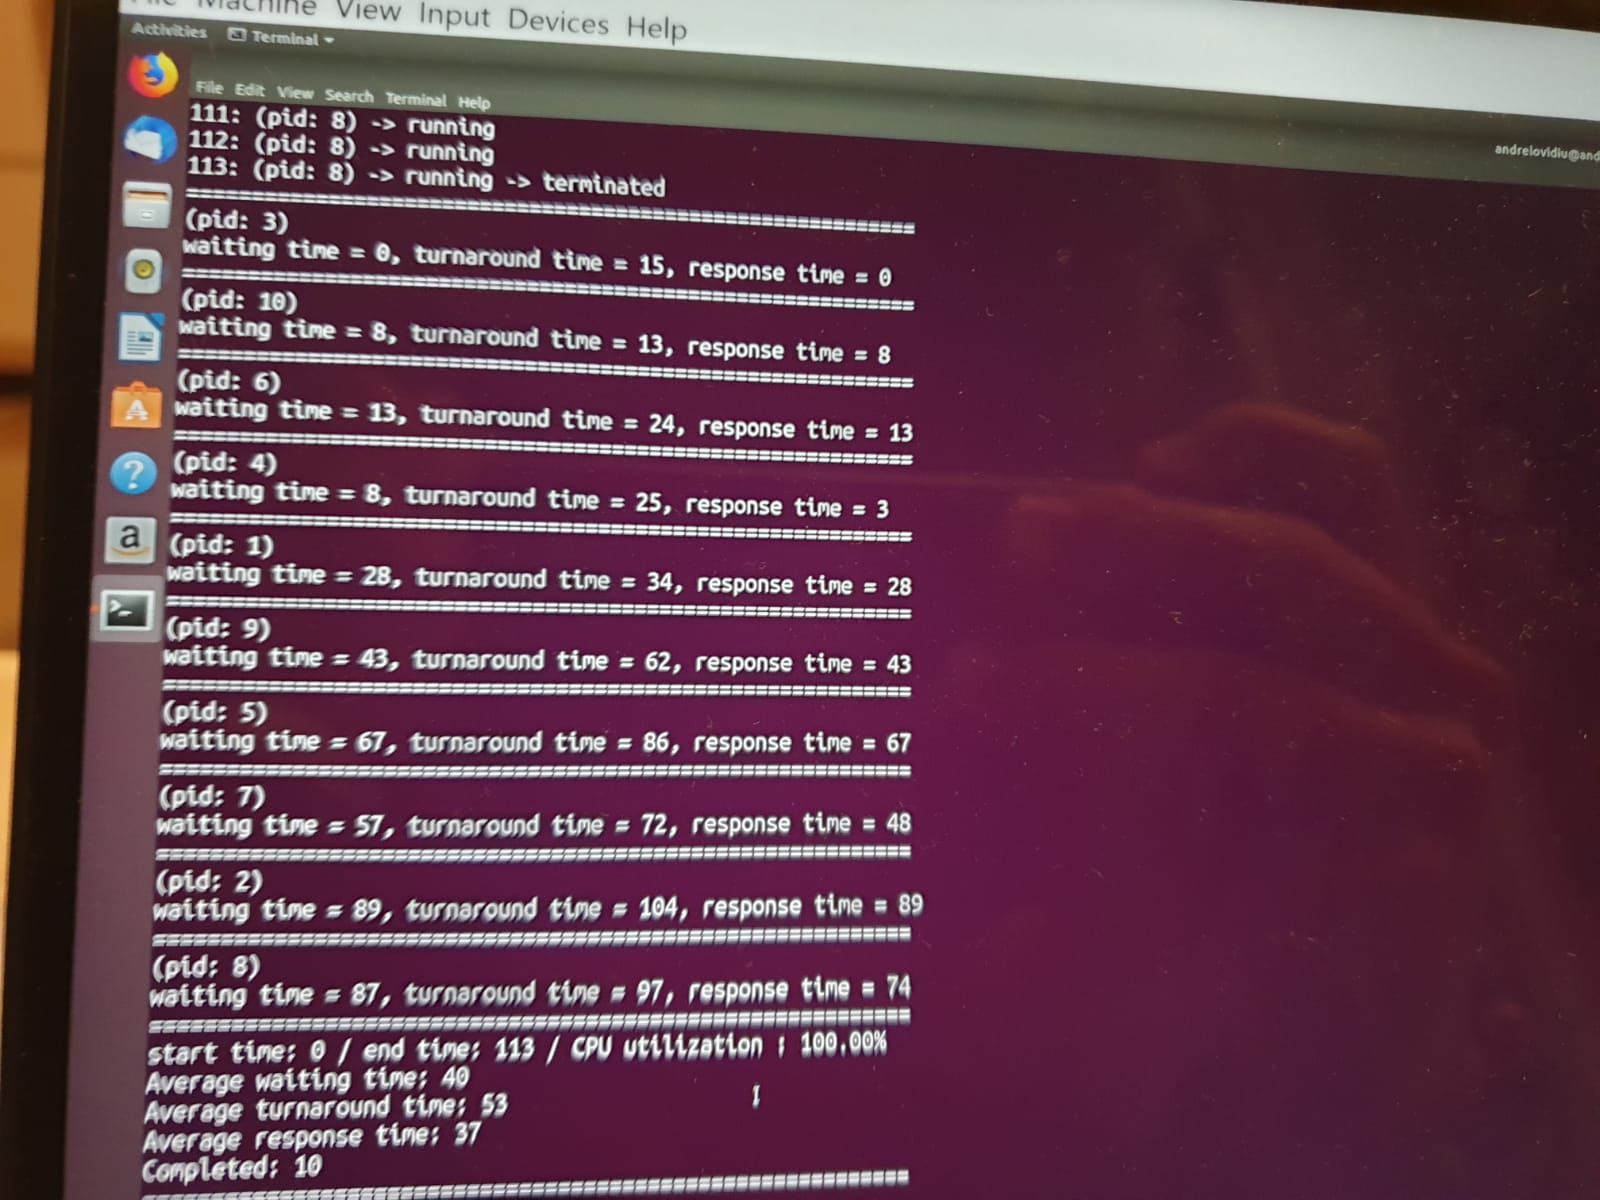 Machine View Input Devices Help
Activities Terminal
File Edit View Search Terminal Help
andreiovidiu@and
111: (pid: 8) -> running
112: (pid: 8) -> running
113: (pid: 8) -> running -> terminated
======================================================================
(pid: 3)
waiting time = 0, turnaround time = 15, response time = 0
======================================================================
(pid: 10)
waiting time = 8, turnaround time = 13, response time = 8
======================================================================
(pid: 6)
waiting time = 13, turnaround time = 24, response time = 13
======================================================================
(pid: 4)
waiting time = 8, turnaround time = 25, response time = 3
======================================================================
(pid: 1)
waiting time = 28, turnaround time = 34, response time = 28
======================================================================
(pid: 9)
waiting time = 43, turnaround time = 62, response time = 43
======================================================================
(pid: 5)
waiting time = 67, turnaround time = 86, response time = 67
======================================================================
(pid: 7)
waiting time = 57, turnaround time = 72, response time = 48
======================================================================
(pid: 2)
waiting time = 89, turnaround time = 104, response time = 89
======================================================================
(pid: 8)
waiting time = 87, turnaround time = 97, response time = 74
======================================================================
start time: 0 / end time: 113 / CPU utilization : 100.00%
Average waiting time: 40
Average turnaround time: 53
Average response time: 37
Completed: 10
======================================================================